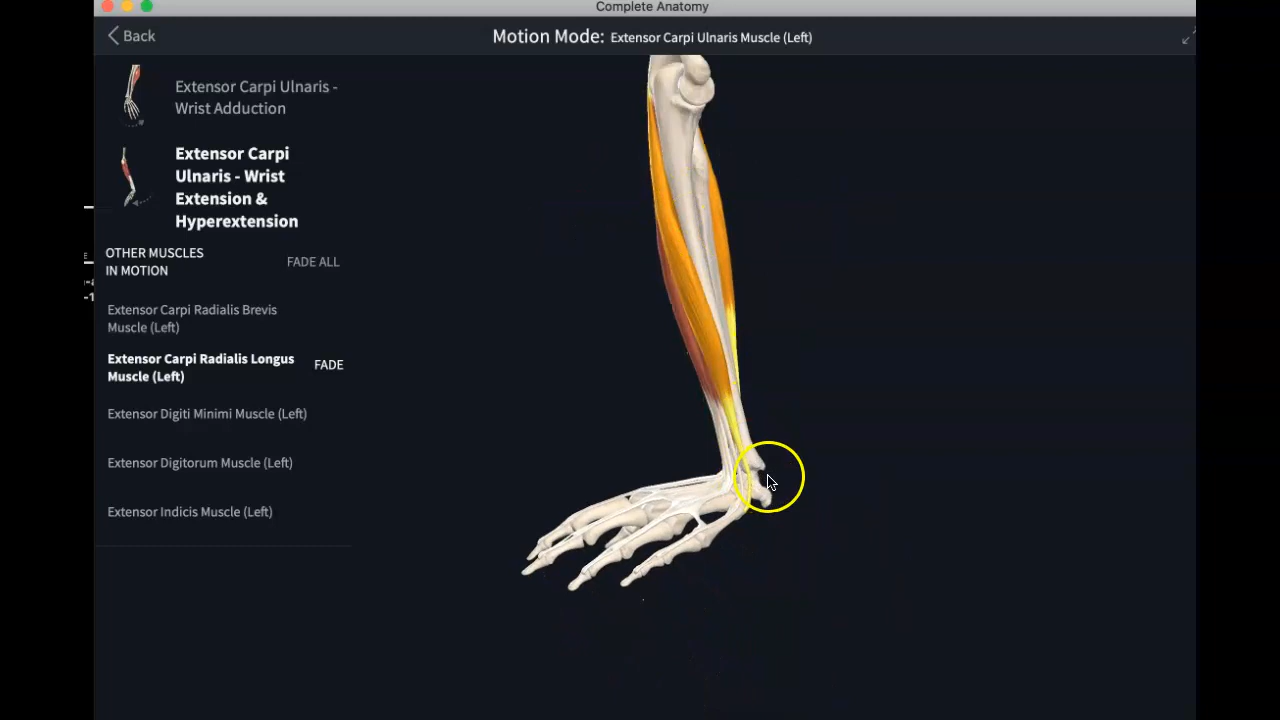 Complete Anatomy
Back
Motion Mode: Extensor Carpi Ulnaris Muscle (Left)
Extensor Carpi Ulnaris -
Wrist Adduction
Extensor Carpi
Ulnaris - Wrist
Extension &
Hyperextension
OTHER MUSCLES
IN MOTION
FADE ALL
Extensor Carpi Radialis Brevis
Muscle (Left)
Extensor Carpi Radialis Longus
Muscle (Left)
FADE
Extensor Digiti Minimi Muscle (Left)
Extensor Digitorum Muscle (Left)
Extensor Indicis Muscle (Left)